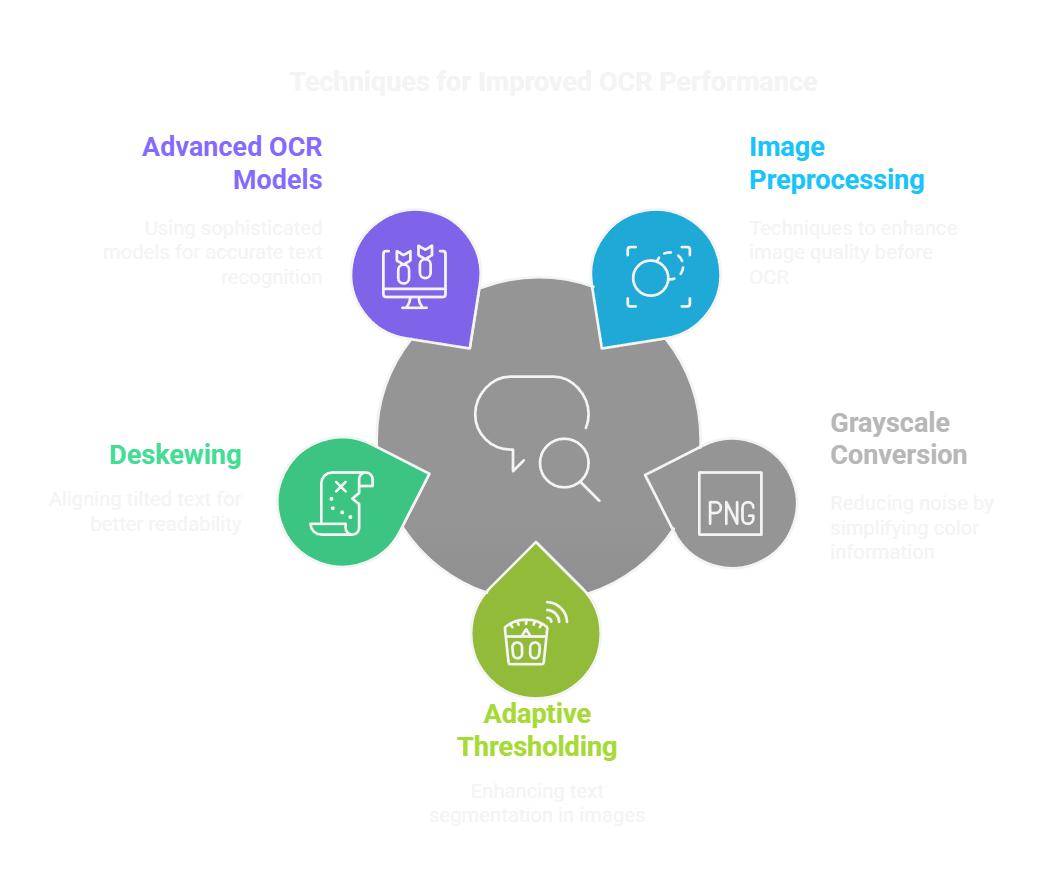 Techniques for Improved OCR Performance
Advanced OCR
Models
Using sophisticated
models for accurate text
recognition
Image
Preprocessing
Techniques to enhance
image quality before
OCR
Deskewing
Aligning tilted text for
better readability
Grayscale
Conversion
Reducing noise by
simplifying color
information
PNG
Adaptive
Thresholding
Enhancing text
segmentation in images